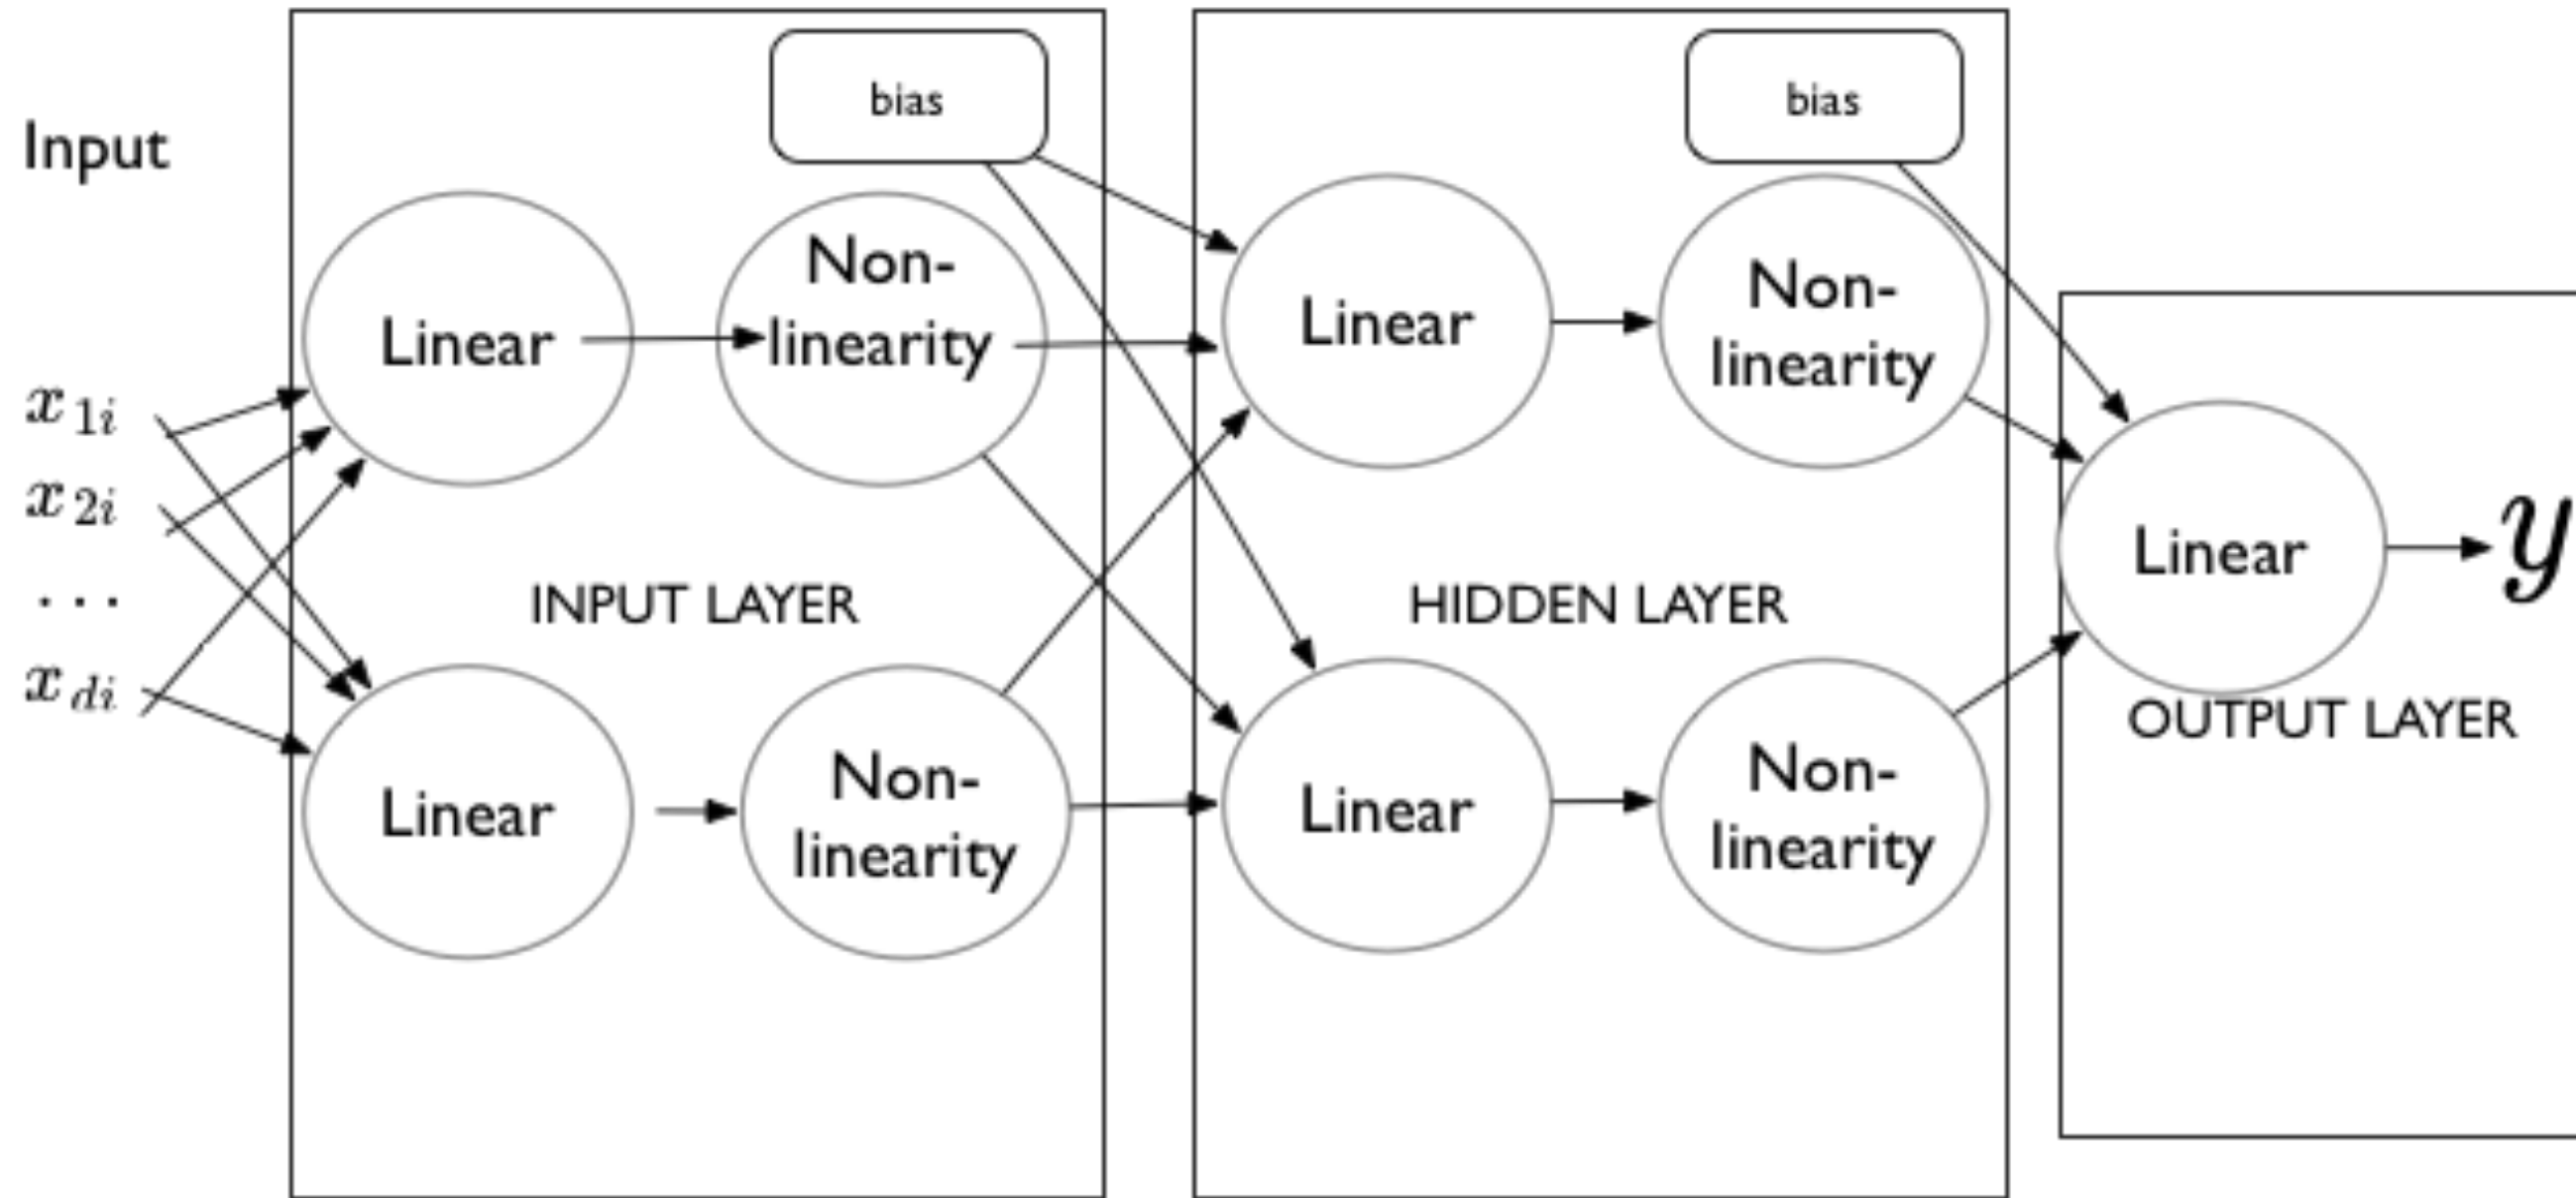 Input
x1i
x2i
...
xdi
bias
Linear
Non-
linearity
INPUT LAYER
Linear
Non-
linearity
bias
Linear
Non-
linearity
HIDDEN LAYER
Linear
Non-
linearity
Linear
OUTPUT LAYER
y